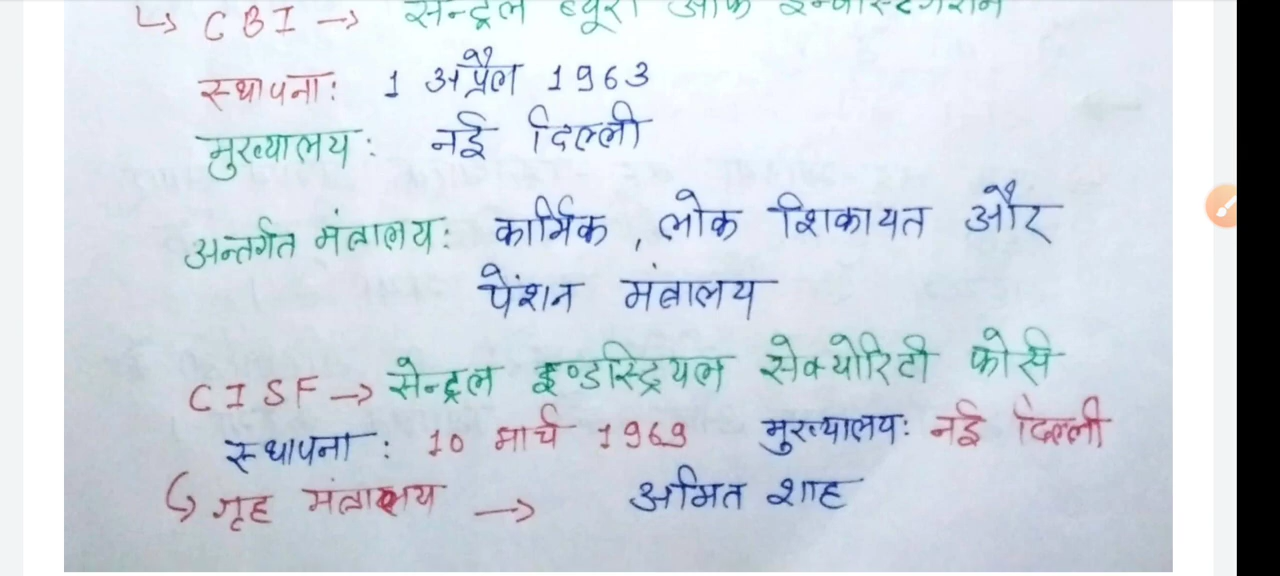 ↳ CBI → सेन्ट्रल ब्यूरो ऑफ इन्वेस्टिगेशन
स्थापना: 1 अप्रैल 1963
मुख्यालय: नई दिल्ली
अन्तर्गत मंत्रालय: कार्मिक, लोक शिकायत और
पेंशन मंत्रालय
CISF → सेन्ट्रल इण्डस्ट्रियल सेक्योरिटी फोर्स
स्थापना: 10 मार्च 1969 मुख्यालय: नई दिल्ली
↳ गृह मंत्रालय → अमित शाह